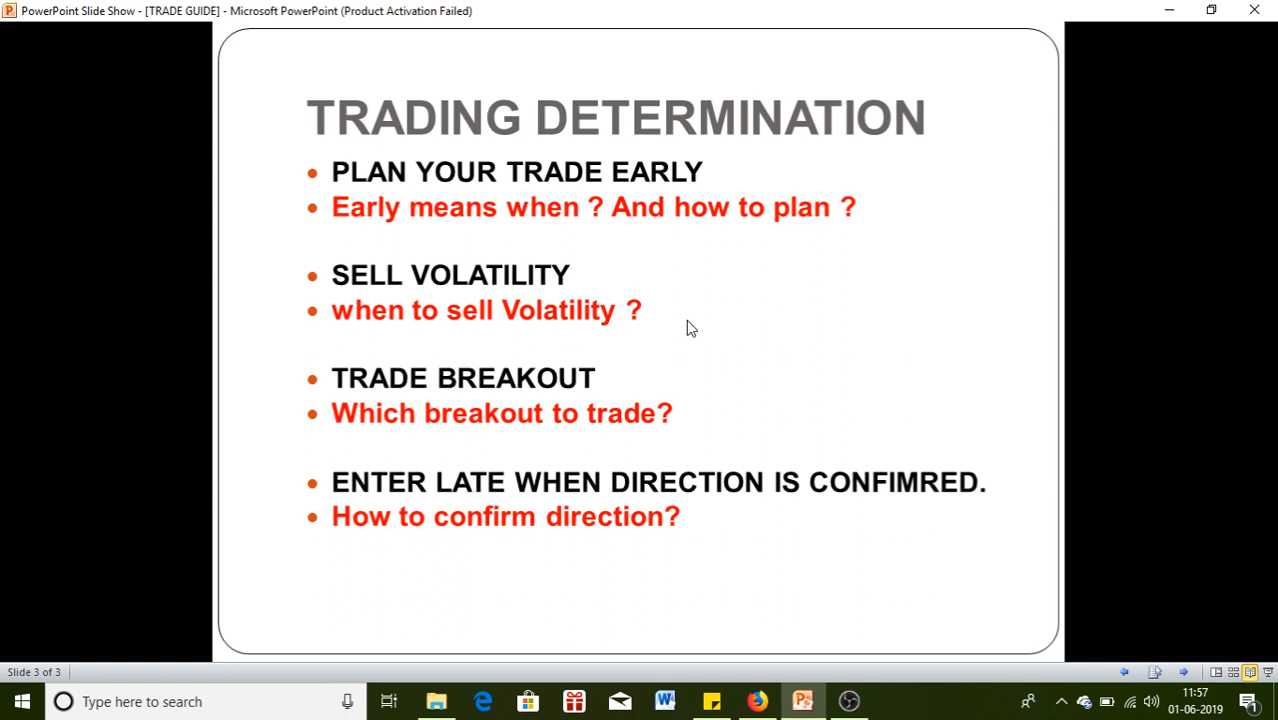 PowerPoint Slide Show - [TRADE GUIDE] - Microsoft PowerPoint (Product Activation Failed)
TRADING DETERMINATION
• PLAN YOUR TRADE EARLY
• Early means when ? And how to plan ?
• SELL VOLATILITY
• when to sell Volatility ?
• TRADE BREAKOUT
• Which breakout to trade?
• ENTER LATE WHEN DIRECTION IS CONFIMRED.
• How to confirm direction?
Slide 3 of 3
Type here to search
11:57
01-06-2019
1